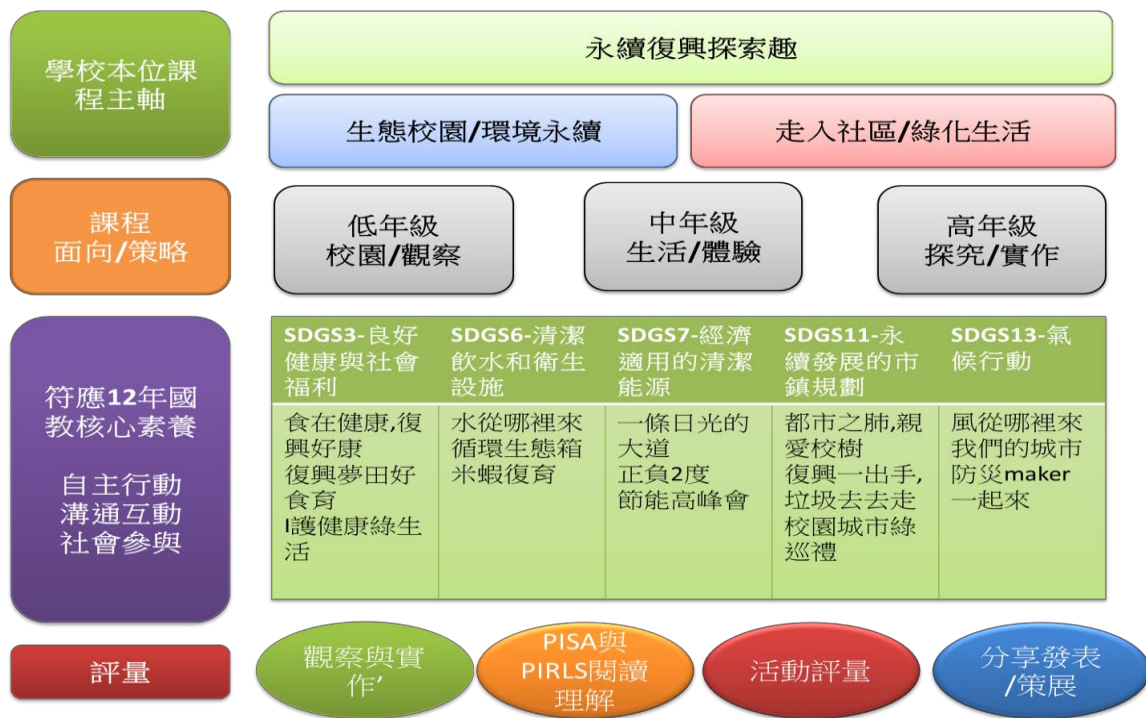 學校本位課
程主軸
永續復興探索趣
生態校園/環境永續
走入社區/綠化生活
課程
面向/策略
低年級
校園/觀察
中年級
生活/體驗
高年級
探究/實作
符應12年國
教核心素養
自主行動
溝通互動
社會參與
SDGS3-良好
健康與社會
福利
SDGS6-清潔
飲水和衛生
設施
SDGS7-經濟
適用的清潔
能源
SDGS11-永
續發展的市
鎮規劃
SDGS13-氣
候行動
食在健康,復
興好康
復興夢田好
食育
I護健康綠生
活
水從哪裡來
循環生態箱
米蝦復育
一條日光的
大道
正負2度
節能高峰會
都市之肺,親
愛校樹
復興一出手,
垃圾去去走
校園城市綠
巡禮
風從哪裡來
我們的城市
防災maker
一起來
評量
觀察與實
作’
PISA與
PIRLS閱讀
理解
活動評量
分享發表
/策展